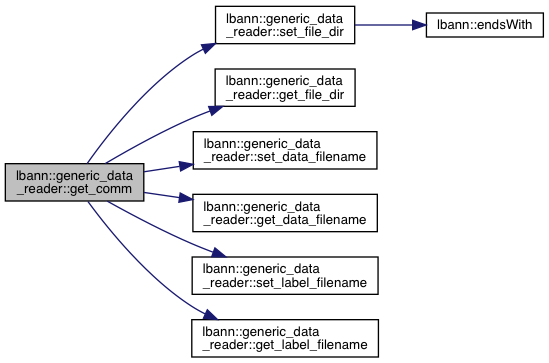 lbann::generic_data
_reader::set_file_dir
lbann::endsWith
lbann::generic_data
_reader::get_file_dir
lbann::generic_data
_reader::set_data_filename
lbann::generic_data
_reader::get_comm
lbann::generic_data
_reader::get_data_filename
lbann::generic_data
_reader::set_label_filename
lbann::generic_data
_reader::get_label_filename